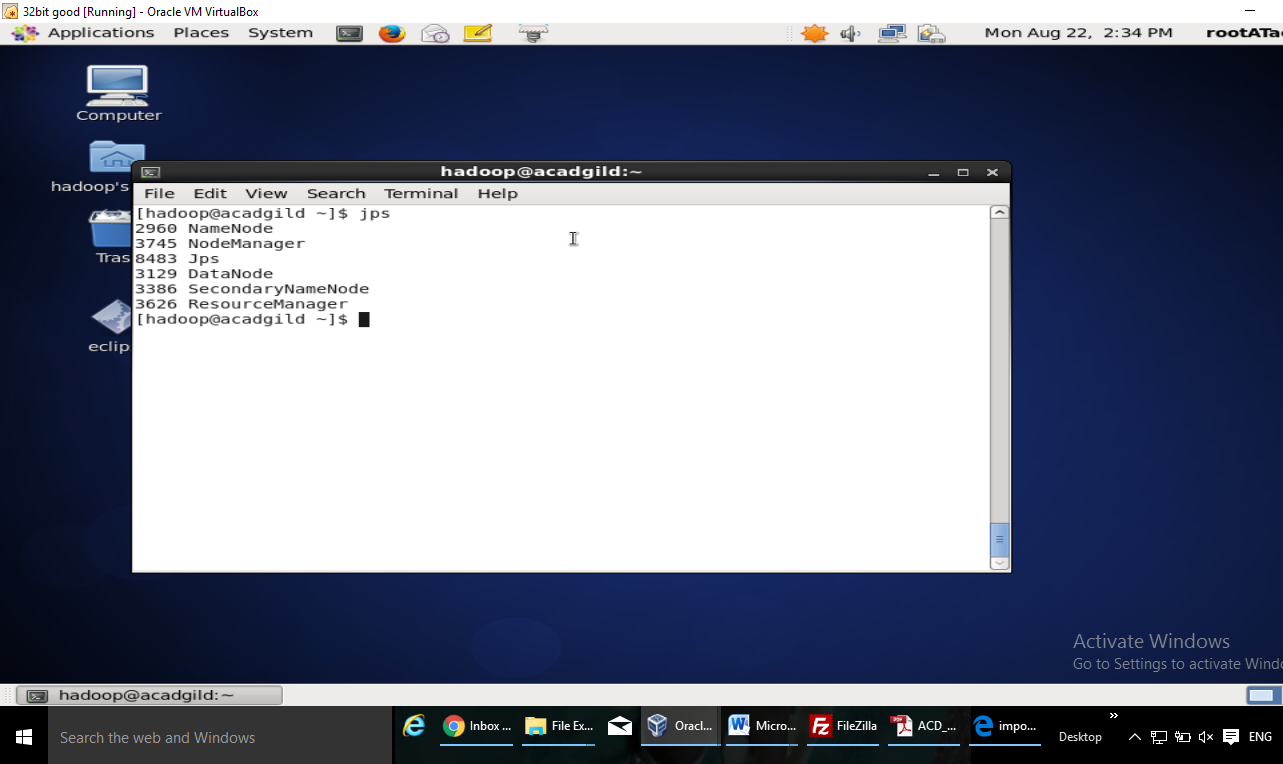 32bit good [Running] - Oracle VM VirtualBox
Applications Places System Mon Aug 22, 2:34 PM
Computer
hadoop@acadgild:~
hadoop's
File Edit View Search Terminal Help
[hadoop@acadgild ~]$ jps
2960 NameNode
3745 NodeManager
8483 Jps
3129 DataNode
3386 SecondaryNameNode
3626 ResourceManager
[hadoop@acadgild ~]$
Tras
eclip
Activate Windows
Go to Settings to activate Windo
hadoop@acadgild:~
Search the web and Windows
Inbox ...
File Ex...
Oracl...
Micro...
FileZilla
ACD_...
impo...
Desktop
ENG